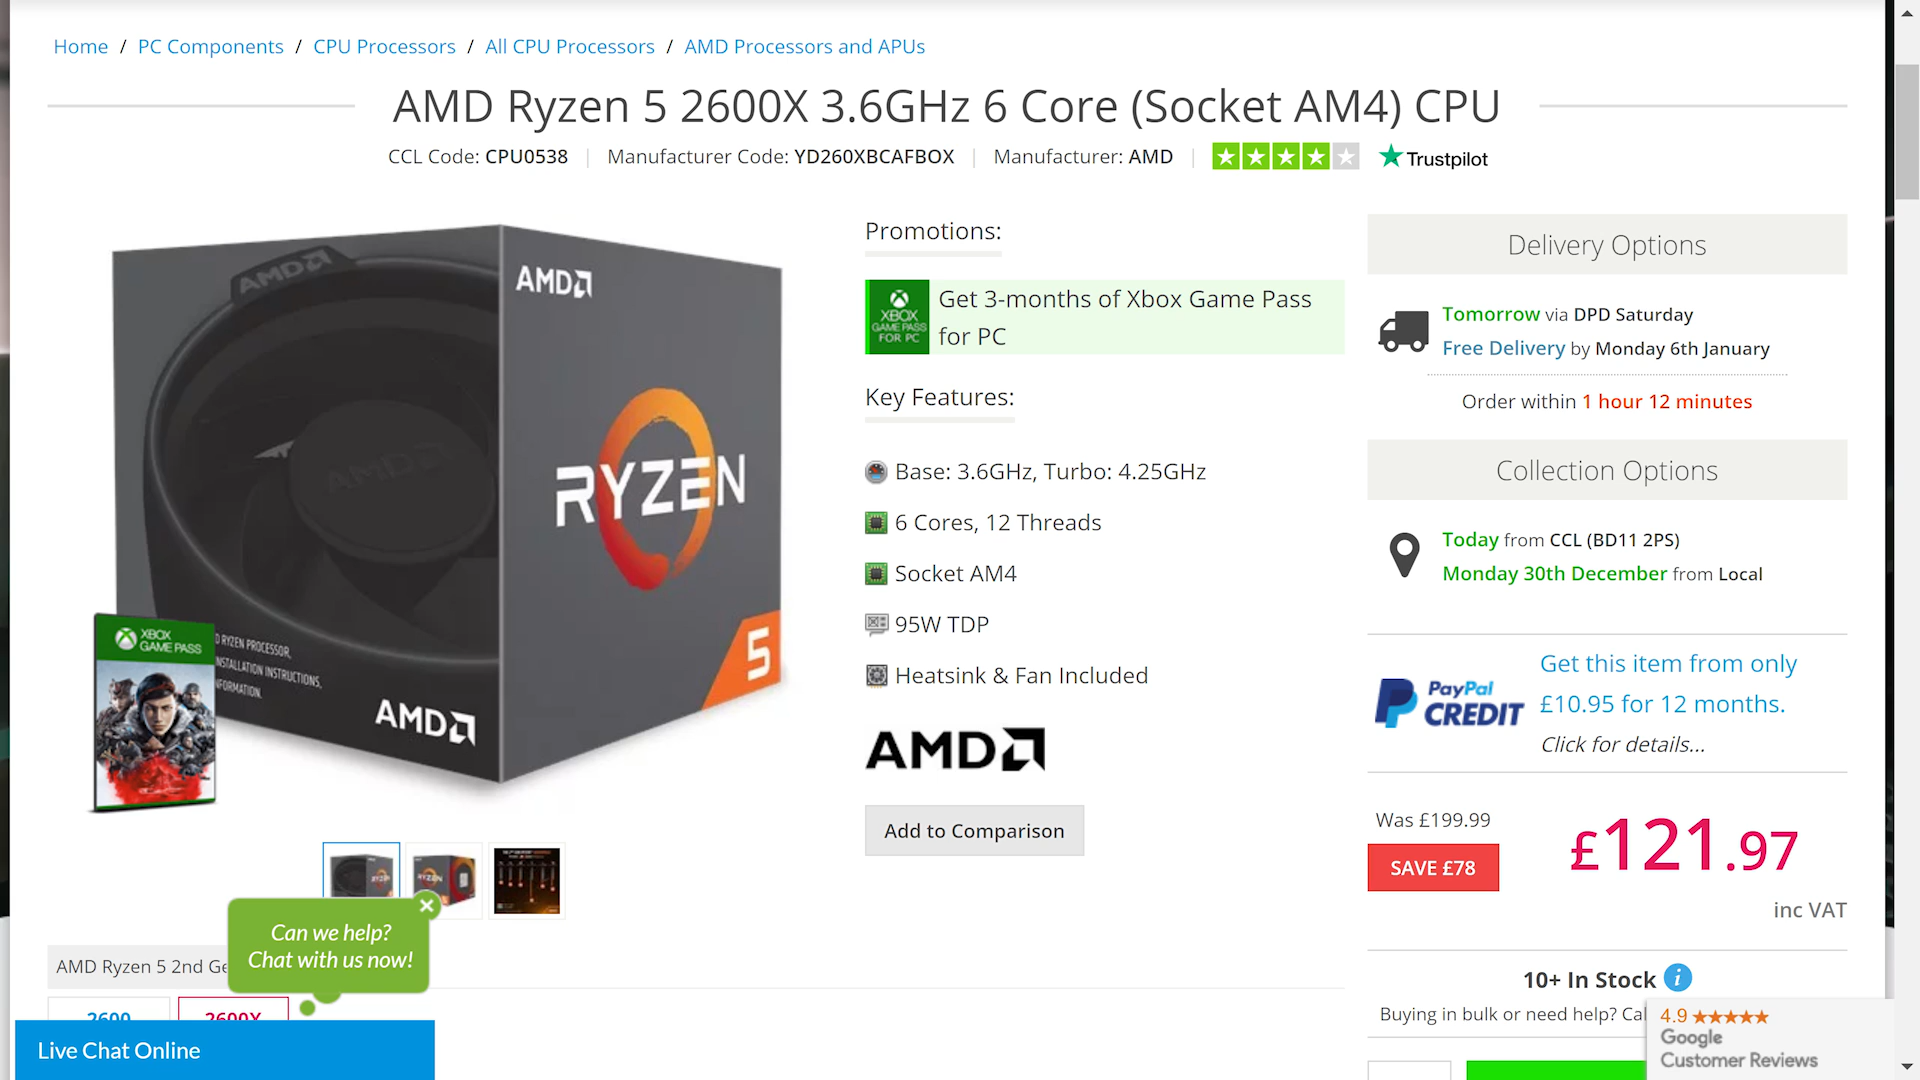 Home / PC Components / CPU Processors / All CPU Processors / AMD Processors and APUs
AMD Ryzen 5 2600X 3.6GHz 6 Core (Socket AM4) CPU
CCL Code: CPU0538 | Manufacturer Code: YD260XBCAFBOX | Manufacturer: AMD | Trustpilot
AMD
AMD
RYZEN
5
AMD
D RYZEN PROCESSOR,
NSTALLATION INSTRUCTIONS,
NFORMATION.
AMD
XBOX
GAME PASS
Promotions:
XBOX
GAME PASS
FOR PC
Get 3-months of Xbox Game Pass
for PC
Key Features:
Base: 3.6GHz, Turbo: 4.25GHz
6 Cores, 12 Threads
Socket AM4
95W TDP
Heatsink & Fan Included
AMD
Add to Comparison
Delivery Options
Tomorrow via DPD Saturday
Free Delivery by Monday 6th January
Order within 1 hour 12 minutes
Collection Options
Today from CCL (BD11 2PS)
Monday 30th December from Local
PayPal
CREDIT
Get this item from only
£10.95 for 12 months.
Click for details...
Was £199.99
SAVE £78
£121.97
inc VAT
10+ In Stock
Buying in bulk or need help? Cal
4.9
Google
Customer Reviews
Can we help?
Chat with us now!
AMD Ryzen 5 2nd Ge
2600
2600X
Live Chat Online